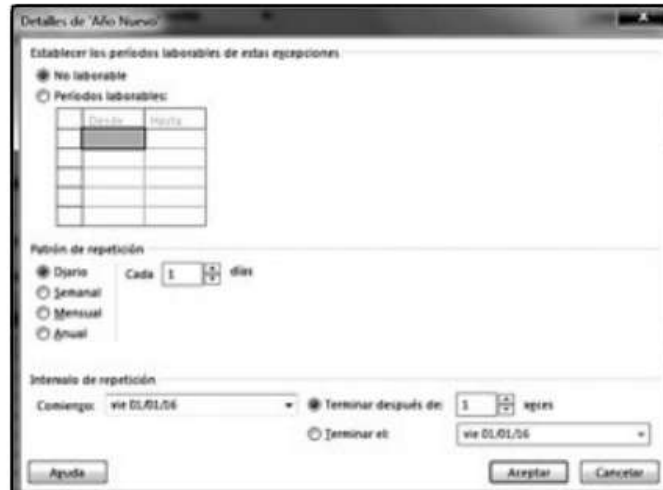 Detalles de 'Año Nuevo'
Establecer los períodos laborables de estas excepciones
No laborable
Períodos laborables:
Desde Hasta
Patrón de repetición
Diario Cada 1 días
Semanal
Mensual
Anual
Intervalo de repetición
Comienzo: vie 01/01/16 Terminar después de: 1 veces
Terminar el: vie 01/01/16
Ayuda Aceptar Cancelar